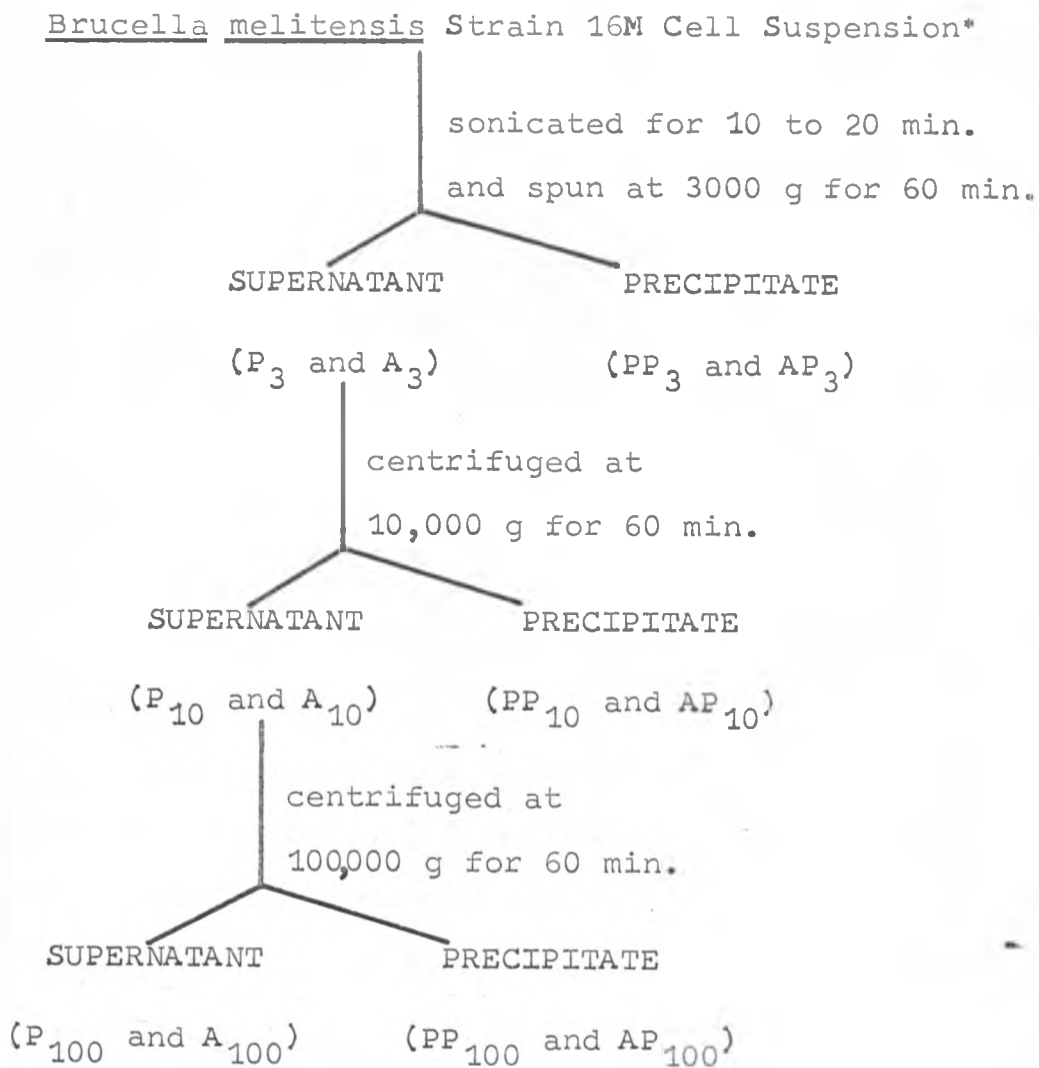 Brucella melitensis Strain 16M Cell Suspension*
sonicated for 10 to 20 min.
and spun at 3000 g for 60 min.
SUPERNATANT PRECIPITATE
(P3 and A3) (PP3 and AP3)
centrifuged at
10,000 g for 60 min.
SUPERNATANT PRECIPITATE
(P10 and A10) (PP10 and AP10)
centrifuged at
100,000 g for 60 min.
SUPERNATANT PRECIPITATE
(P100 and A100) (PP100 and AP100)